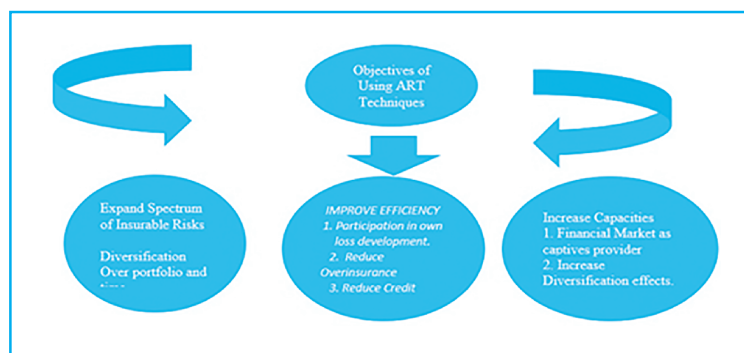 Objectives of
Using ART
Techniques
Expand Spectrum
of Insurable Risks
Diversification
Over portfolio and
IMPROVE EFFICIENCY
1. Participation in own
loss development.
2. Reduce
Overinsurance
3. Reduce Credit
Increase Capacities
1. Financial Market as
captives provider
2. Increase
Diversification effects.